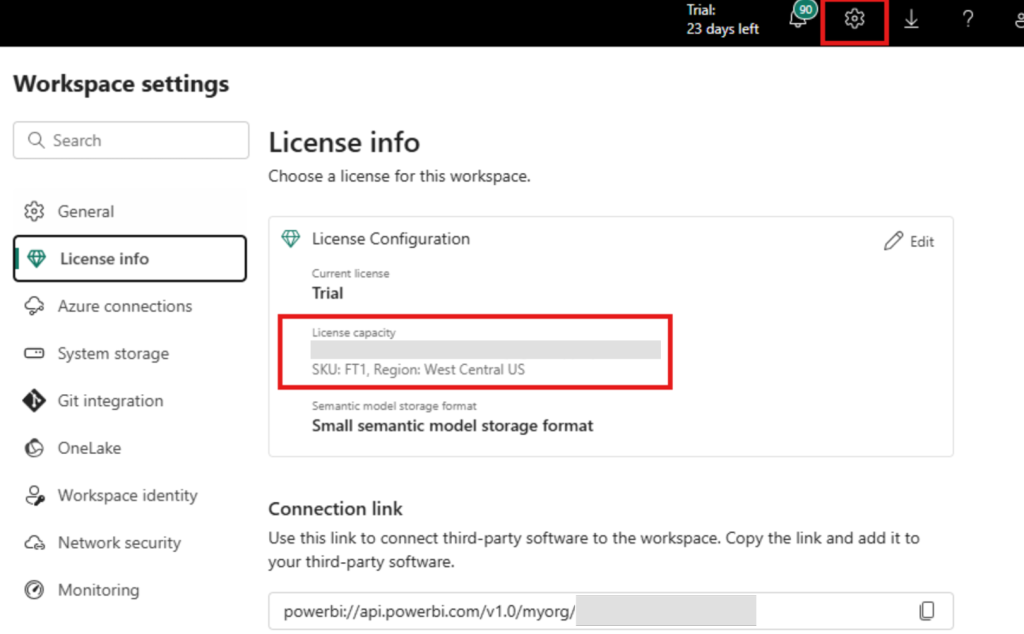 Trial:
23 days left
90
?
Workspace settings
Search
General
License info
Azure connections
System storage
Git integration
OneLake
Workspace identity
Network security
Monitoring
License info
Choose a license for this workspace.
License Configuration
Edit
Current license
Trial
License capacity
SKU: FT1, Region: West Central US
Semantic model storage format
Small semantic model storage format
Connection link
Use this link to connect third-party software to the workspace. Copy the link and add it to
your third-party software.
powerbi://api.powerbi.com/v1.0/myorg/